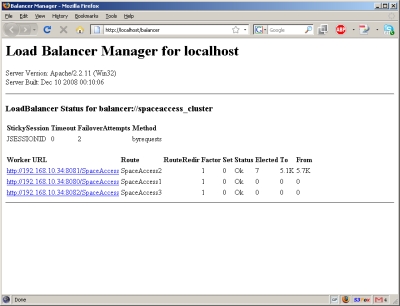 Balancer Manager - Mozilla Firefox
File Edit View History Bookmarks Tools Help
http://localhost/balancer
Google
ABP
Load Balancer Manager for localhost
Server Version: Apache/2.2.11 (Win32)
Server Built: Dec 10 2008 00:10:06
LoadBalancer Status for balancer://spaceaccess_cluster
StickySession Timeout FailoverAttempts Method
JSESSIONID 0 2 byrequests
Worker URL Route RouteRedir Factor Set Status Elected To From
http://192.168.10.34:8081/SpaceAccess SpaceAccess2 1 0 Ok 7 5.1K 5.7K
http://192.168.10.34:8080/SpaceAccess SpaceAccess1 1 0 Ok 0 0 0
http://192.168.10.34:8082/SpaceAccess SpaceAccess3 1 0 Ok 0 0 0
Done